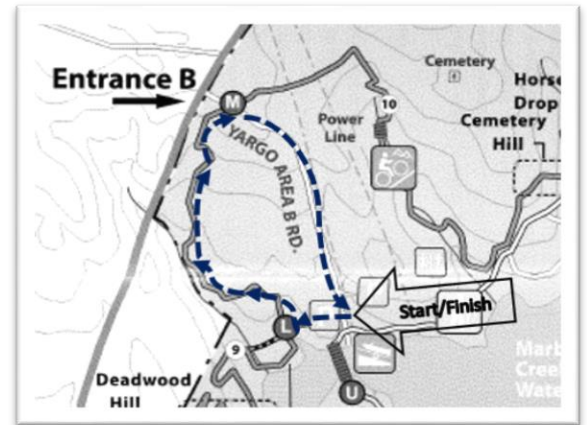 Entrance B
Cemetery
Horse
Drop
Cemetery
Hill
M
10
Power
Line
YARGO AREA B RD.
Start/Finish
L
9
Deadwood
Hill
U
Marb
Creek
Wate